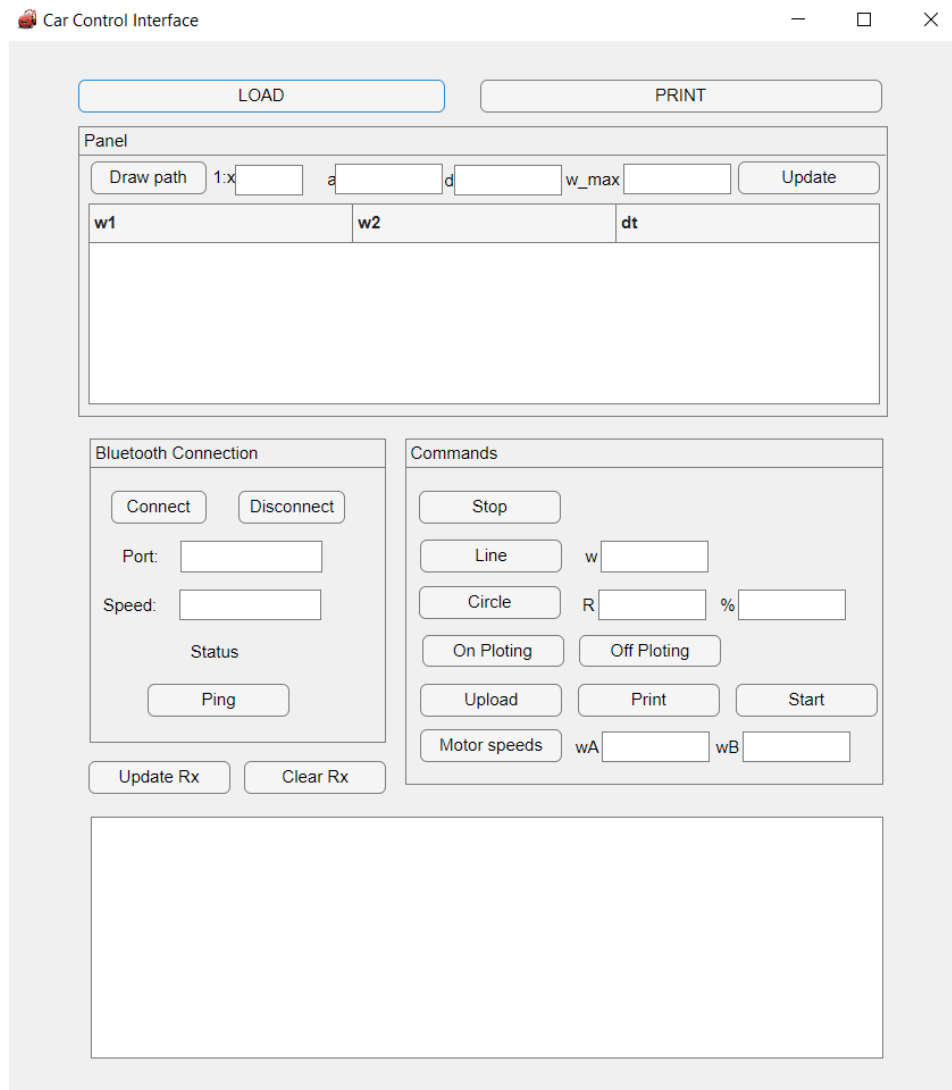 Car Control Interface
LOAD PRINT
Panel
Draw path 1:x a d w_max Update
w1 w2 dt
Bluetooth Connection
Connect Disconnect
Port:
Speed:
Status
Ping
Commands
Stop
Line w
Circle R %
On Ploting Off Ploting
Upload Print Start
Motor speeds wA wB
Update Rx Clear Rx